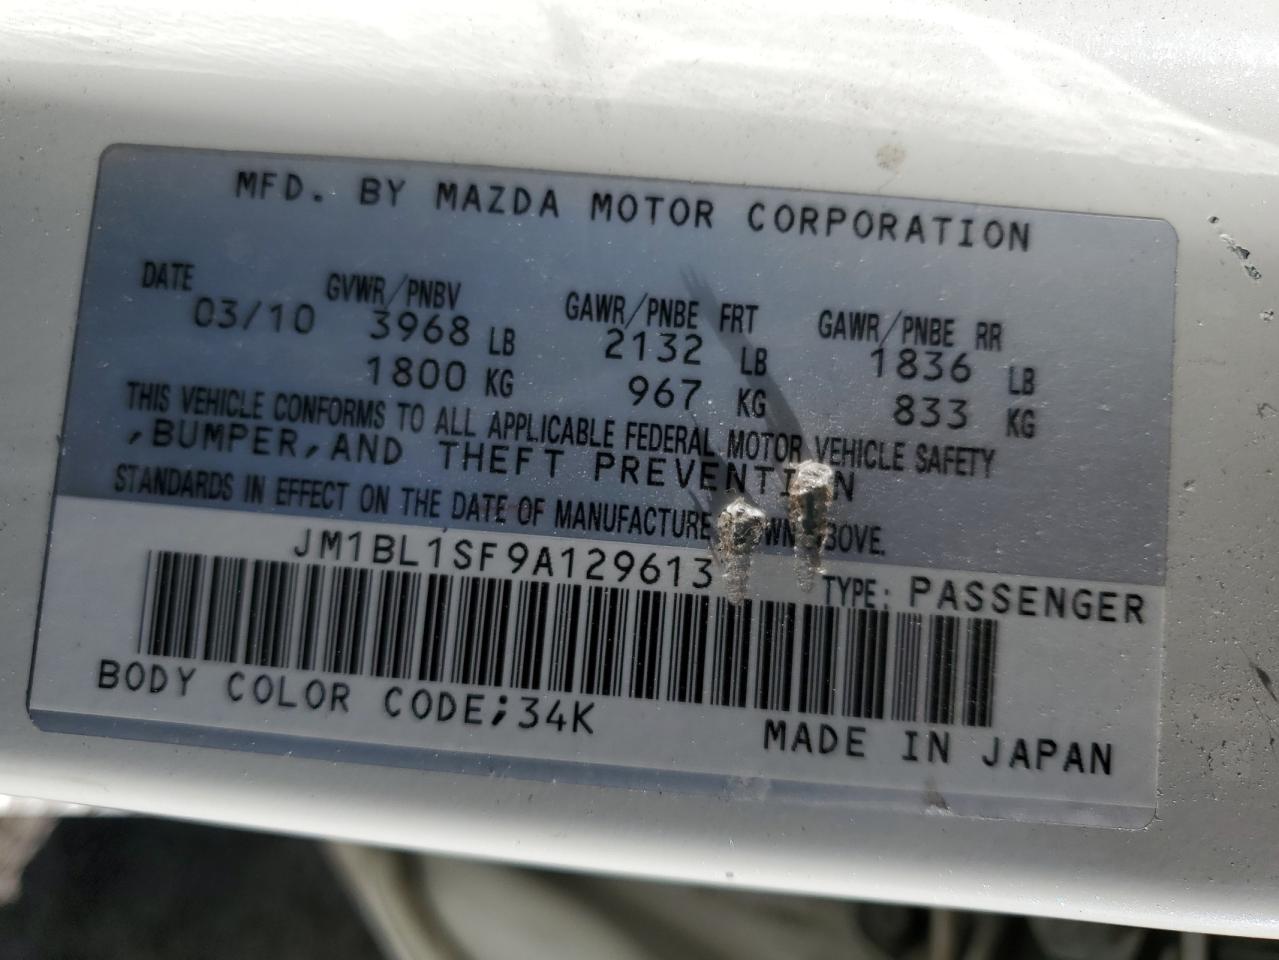 MFD. BY MAZDA MOTOR CORPORATION
DATE GVWR/PNBV GAWR/PNBE FRT GAWR/PNBE RR
03/10 3968 LB 2132 LB 1836 LB
1800 KG 967 KG 833 KG
THIS VEHICLE CONFORMS TO ALL APPLICABLE FEDERAL MOTOR VEHICLE SAFETY
,BUMPER,AND THEFT PREVENTION
STANDARDS IN EFFECT ON THE DATE OF MANUFACTURE
JM1BL1SF9A129613
TYPE: PASSENGER
BODY COLOR CODE;34K
MADE IN JAPAN